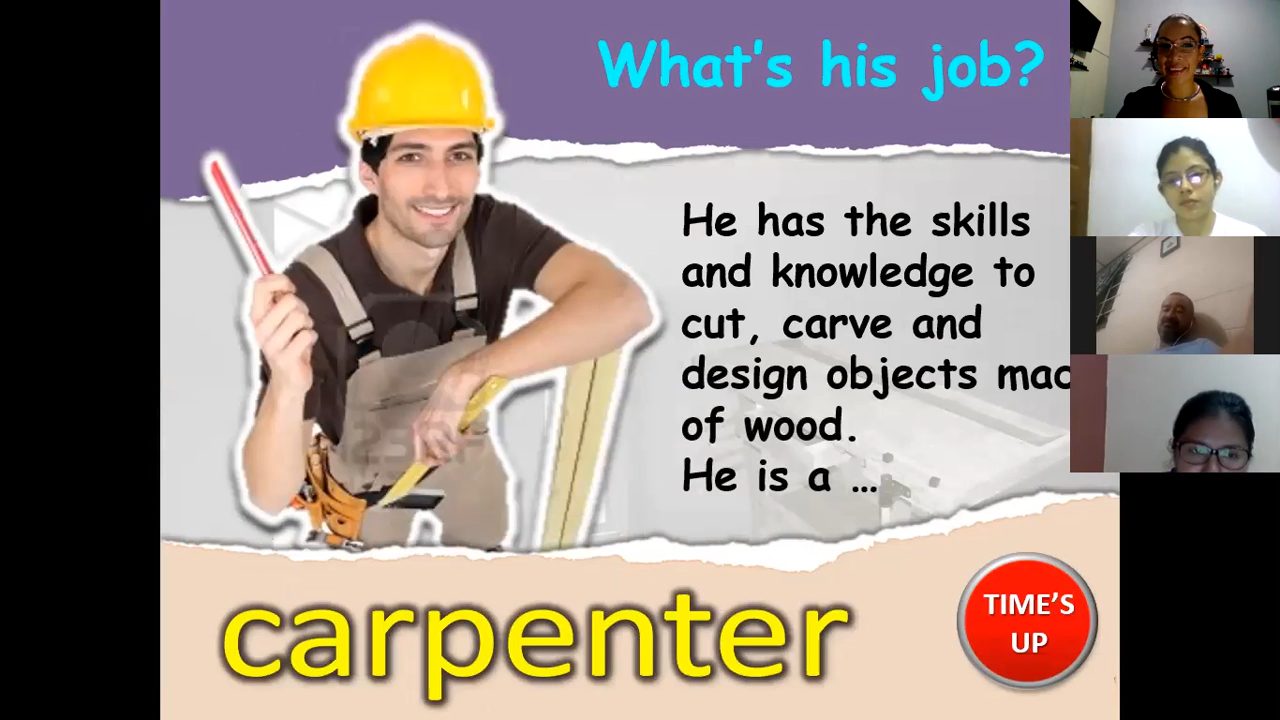 What's his job?
He has the skills
and knowledge to
cut, carve and
design objects
of wood.
He is a ...
carpenter
TIME'S
UP